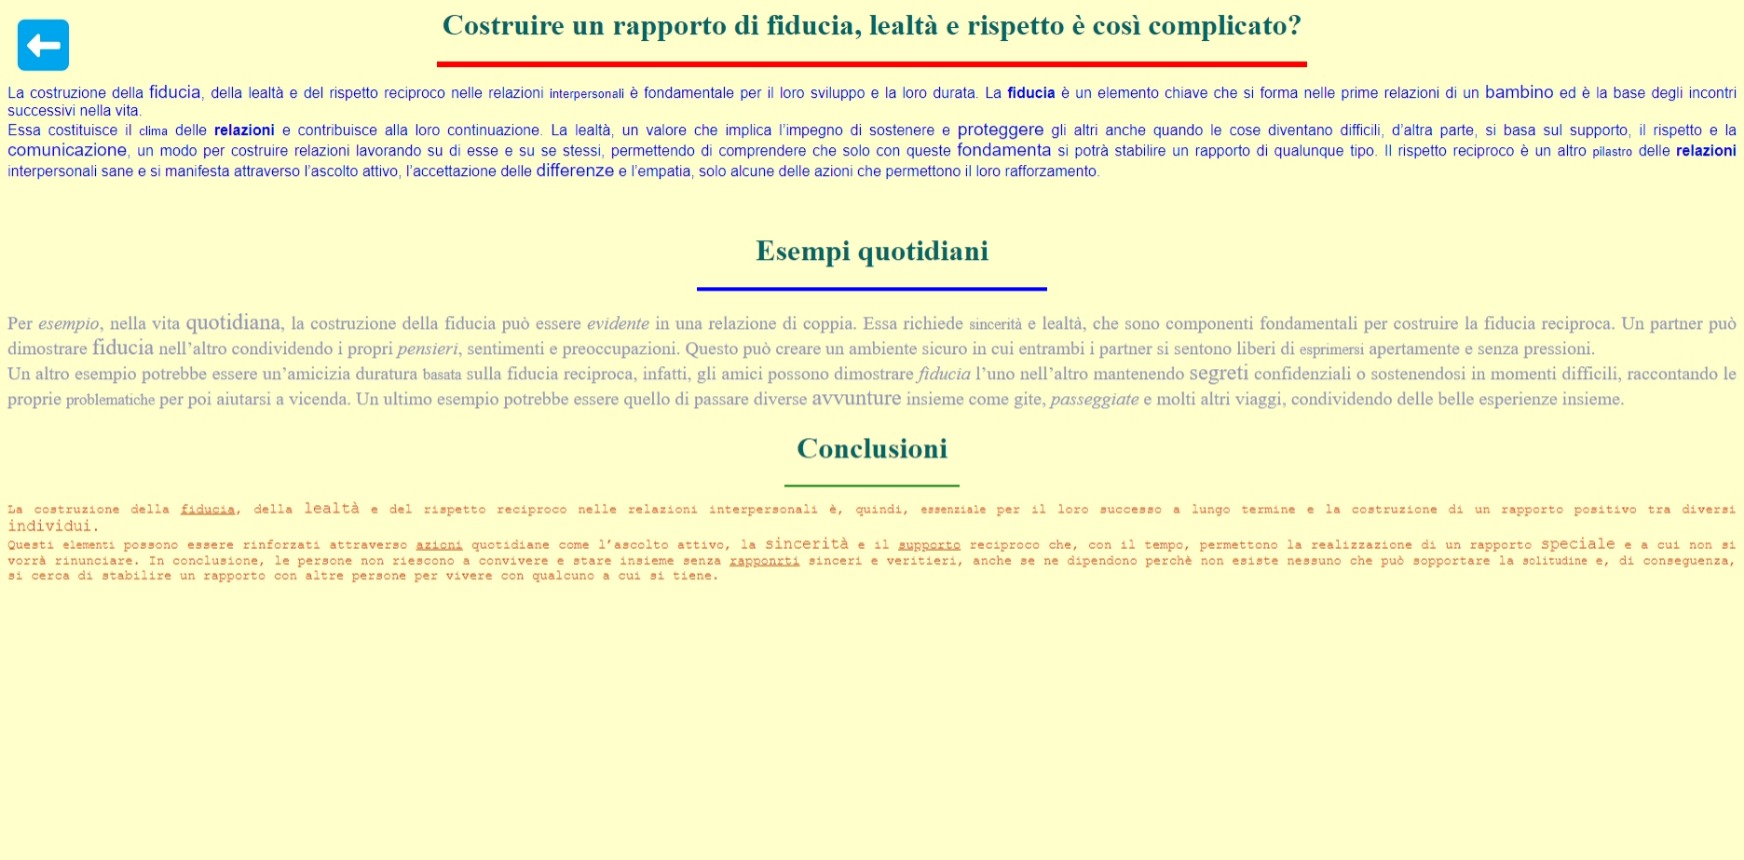 Costruire un rapporto di fiducia, lealtà e rispetto è così complicato?
La costruzione della fiducia, della lealtà e del rispetto reciproco nelle relazioni interpersonali è fondamentale per il loro sviluppo e la loro durata. La fiducia è un elemento chiave che si forma nelle prime relazioni di un bambino ed è la base degli incontri
successivi nella vita.
Essa costituisce il clima delle relazioni e contribuisce alla loro continuazione. La lealtà, un valore che implica l'impegno di sostenere e proteggere gli altri anche quando le cose diventano difficili, d'altra parte, si basa sul supporto, il rispetto e la
comunicazione, un modo per costruire relazioni lavorando su di esse e su se stessi, permettendo di comprendere che solo con queste fondamenta si potrà stabilire un rapporto di qualunque tipo. Il rispetto reciproco è un altro pilastro delle relazioni
interpersonali sane e si manifesta attraverso l'ascolto attivo, l'accettazione delle differenze e l'empatia, solo alcune delle azioni che permettono il loro rafforzamento.
Esempi quotidiani
Per esempio, nella vita quotidiana, la costruzione della fiducia può essere evidente in una relazione di coppia. Essa richiede sincerità e lealtà, che sono componenti fondamentali per costruire la fiducia reciproca. Un partner può
dimostrare fiducia nell'altro condividendo i propri pensieri, sentimenti e preoccupazioni. Questo può creare un ambiente sicuro in cui entrambi i partner si sentono liberi di esprimersi apertamente e senza pressioni.
Un altro esempio potrebbe essere un'amicizia duratura basata sulla fiducia reciproca, infatti, gli amici possono dimostrare fiducia l'uno nell'altro mantenendo segreti confidenziali o sostenendosi in momenti difficili, raccontando le
proprie problematiche per poi aiutarsi a vicenda. Un ultimo esempio potrebbe essere quello di passare diverse avvunture insieme come gite, passeggiate e molti altri viaggi, condividendo delle belle esperienze insieme.
Conclusioni
La costruzione della fiducia, della lealtà e del rispetto reciproco nelle relazioni interpersonali è, quindi, essenziale per il loro successo a lungo termine e la costruzione di un rapporto positivo tra diversi
individui.
Questi elementi possono essere rinforzati attraverso azioni quotidiane come l'ascolto attivo, la sincerità e il supporto reciproco che, con il tempo, permettono la realizzazione di un rapporto speciale e a cui non si
vorrà rinunciare. In conclusione, le persone non riescono a convivere e stare insieme senza rapponrti sinceri e veritieri, anche se ne dipendono perchè non esiste nessuno che può sopportare la solitudine e, di conseguenza,
si cerca di stabilire un rapporto con altre persone per vivere con qualcuno a cui si tiene.